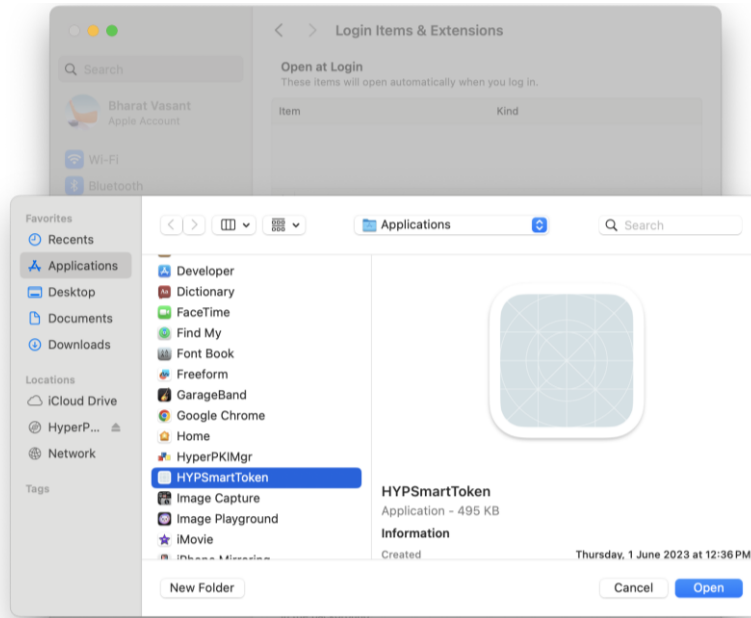 Login Items & Extensions
Search
Open at Login
These items will open automatically when you log in.
Bharat Vasant
Apple Account
Item Kind
Wi-Fi
Bluetooth
Favorites
Recents
Applications
Desktop
Documents
Downloads
Locations
iCloud Drive
HyperP...
Network
Tags
Applications
Search
Developer
Dictionary
FaceTime
Find My
Font Book
Freeform
GarageBand
Google Chrome
Home
HyperPKIMgr
HYPSmartToken
Image Capture
Image Playground
iMovie
iPhone Mirroring
HYPSmartToken
Application - 495 KB
Information
Created Thursday, 1 June 2023 at 12:36 PM
New Folder
Cancel Open